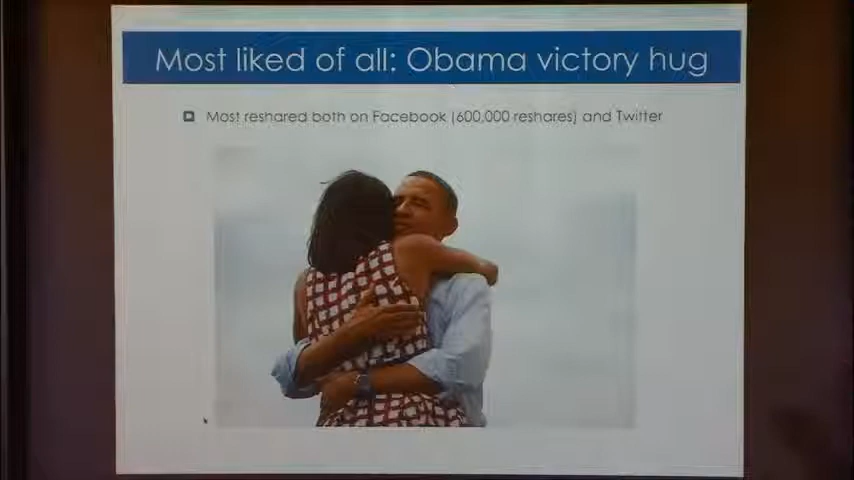 Most liked of all: Obama victory hug
Most reshared both on Facebook (600,000 reshares) and Twitter